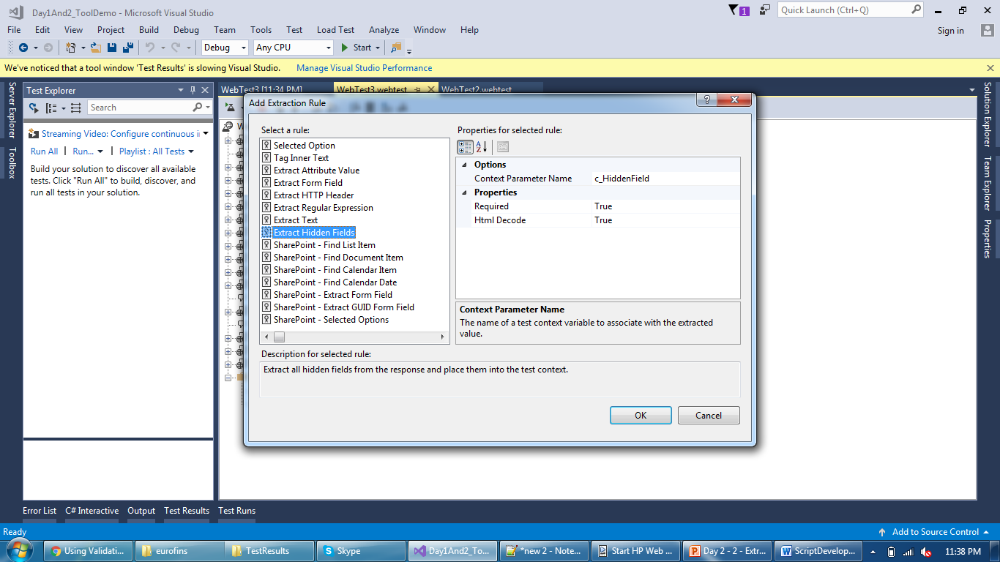 Day1And2_ToolDemo - Microsoft Visual Studio
1
Quick Launch (Ctrl+Q)
File Edit View Project Build Debug Team Tools Test Load Test Analyze Window Help
Sign in
Debug
Any CPU
Start
We've noticed that a tool window 'Test Results' is slowing Visual Studio. Manage Visual Studio Performance
Server Explorer
Toolbox
Test Explorer
Search
Streaming Video: Configure continuous i
Run All | Run... | Playlist : All Tests
Build your solution to discover all available
tests. Click "Run All" to build, discover, and
run all tests in your solution.
WebTest3 [11:34 PM]
WebTest3.webtest
WebTest2.webtest
Add Extraction Rule
Select a rule:
Selected Option
Tag Inner Text
Extract Attribute Value
Extract Form Field
Extract HTTP Header
Extract Regular Expression
Extract Text
Extract Hidden Fields
SharePoint - Find List Item
SharePoint - Find Document Item
SharePoint - Find Calendar Item
SharePoint - Find Calendar Date
SharePoint - Extract Form Field
SharePoint - Extract GUID Form Field
SharePoint - Selected Options
Properties for selected rule:
Options
Context Parameter Name c_HiddenField
Properties
Required True
Html Decode True
Context Parameter Name
The name of a test context variable to associate with the extracted
value.
Description for selected rule:
Extract all hidden fields from the response and place them into the test context.
OK
Cancel
Solution Explorer
Team Explorer
Properties
Error List C# Interactive Output Test Results Test Runs
Ready
Add to Source Control
Using Validati...
eurofins
TestResults
Skype
Day1And2_To...
*new 2 - Note...
Start HP Web ...
Day 2 - 2 - Extr...
ScriptDevelop...
11:38 PM